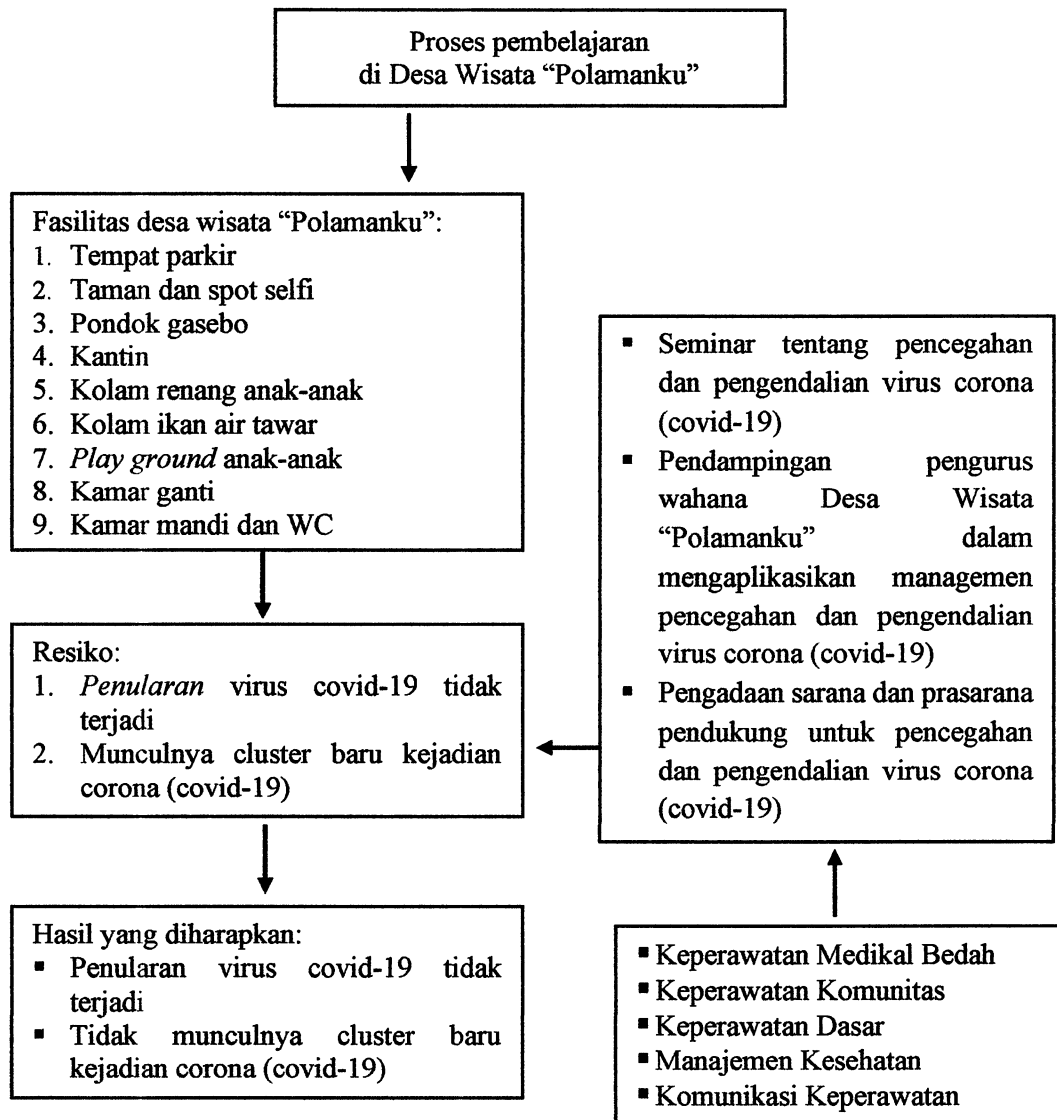 Proses pembelajaran
di Desa Wisata “Polamanku”
Fasilitas desa wisata “Polamanku”:
1. Tempat parkir
2. Taman dan spot selfi
3. Pondok gasebo
4. Kantin
5. Kolam renang anak-anak
6. Kolam ikan air tawar
7. Play ground anak-anak
8. Kamar ganti
9. Kamar mandi dan WC
Resiko:
1. Penularan virus covid-19 tidak
terjadi
2. Munculnya cluster baru kejadian
corona (covid-19)
Hasil yang diharapkan:
▪ Penularan virus covid-19 tidak
terjadi
▪ Tidak munculnya cluster baru
kejadian corona (covid-19)
▪ Seminar tentang pencegahan
dan pengendalian virus corona
(covid-19)
▪ Pendampingan pengurus
wahana Desa Wisata
“Polamanku” dalam
mengaplikasikan managemen
pencegahan dan pengendalian
virus corona (covid-19)
▪ Pengadaan sarana dan prasarana
pendukung untuk pencegahan
dan pengendalian virus corona
(covid-19)
▪ Keperawatan Medikal Bedah
▪ Keperawatan Komunitas
▪ Keperawatan Dasar
▪ Manajemen Kesehatan
▪ Komunikasi Keperawatan